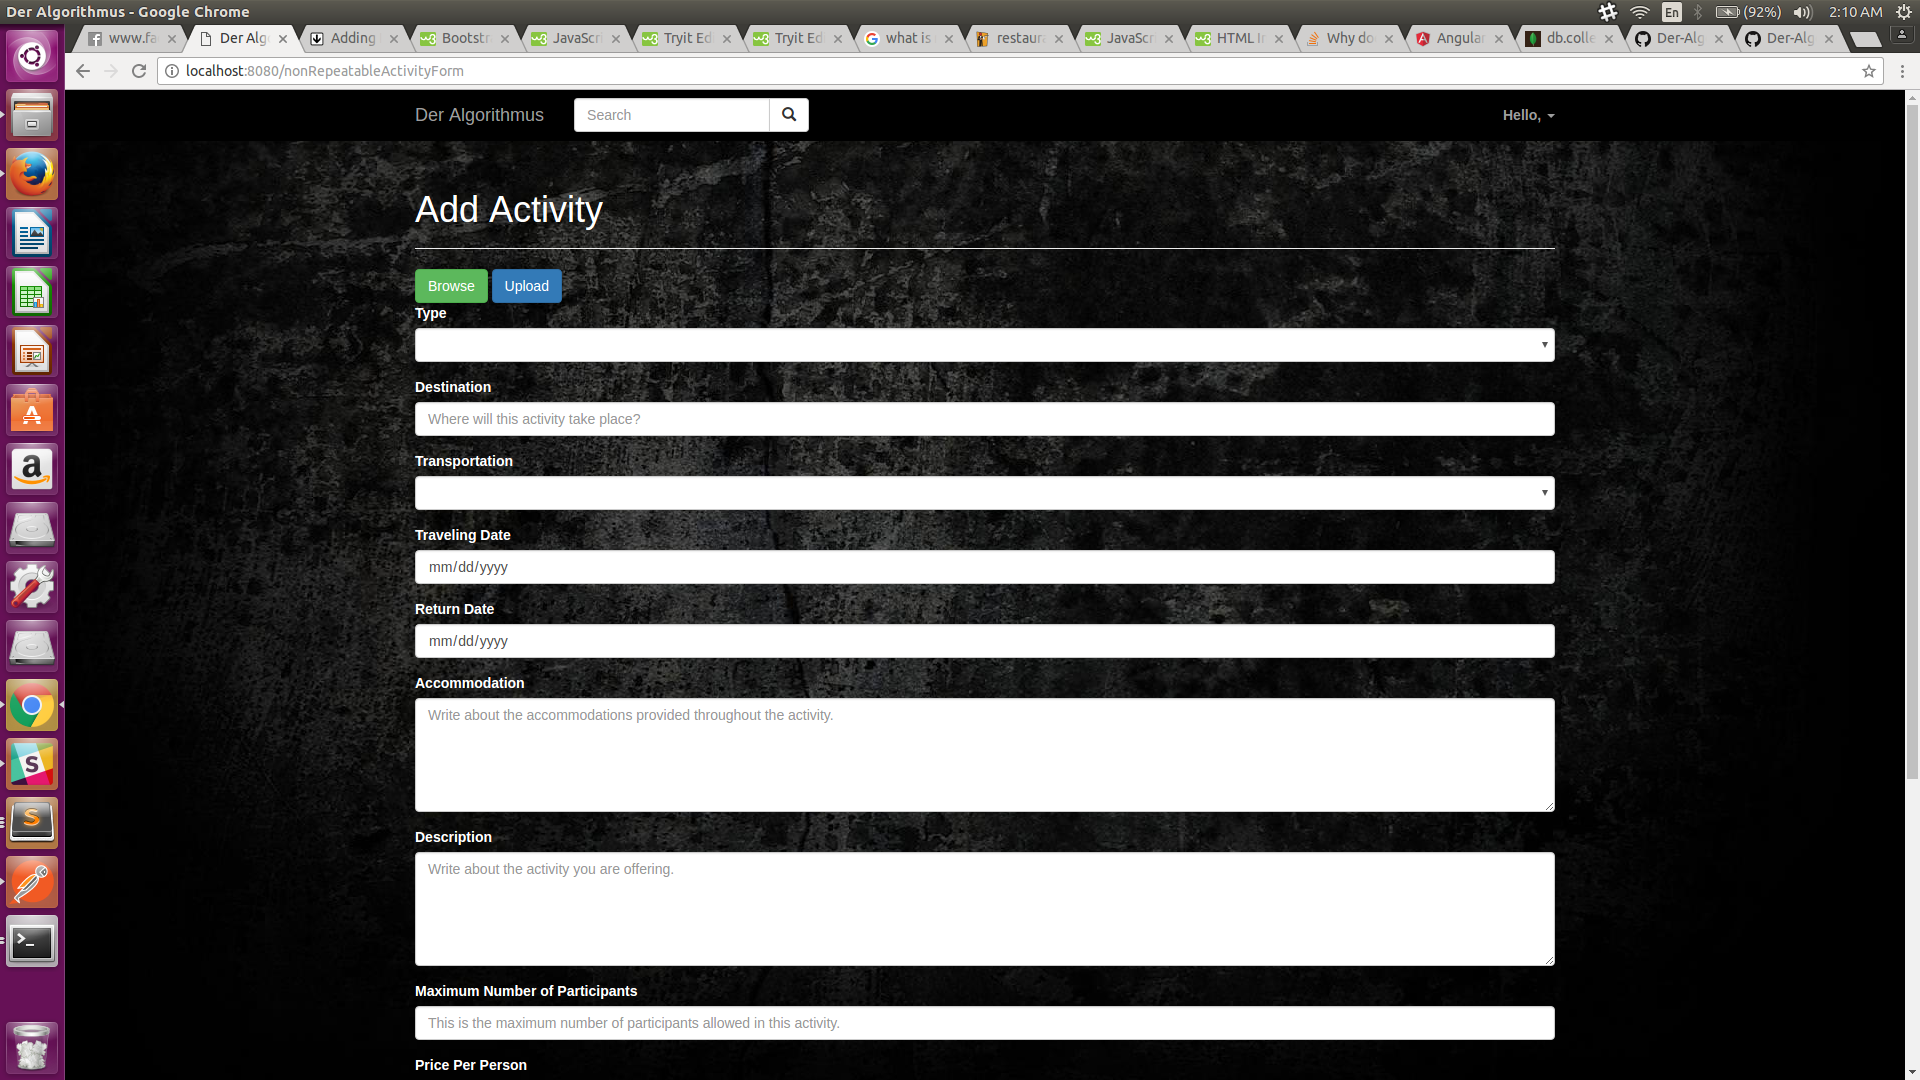 Der Algorithmus - Google Chrome
En
(92%)
2:10 AM
www.fa
Der Alg
Adding
Bootstr
JavaScri
Tryit Ed
Tryit Ed
what is
restaura
JavaScri
HTML In
Why do
Angular
db.colle
Der-Alg
Der-Alg
localhost:8080/nonRepeatableActivityForm
Der Algorithmus
Search
Hello,
Add Activity
Browse
Upload
Type
Destination
Where will this activity take place?
Transportation
Traveling Date
mm/dd/yyyy
Return Date
mm/dd/yyyy
Accommodation
Write about the accommodations provided throughout the activity.
Description
Write about the activity you are offering.
Maximum Number of Participants
This is the maximum number of participants allowed in this activity.
Price Per Person